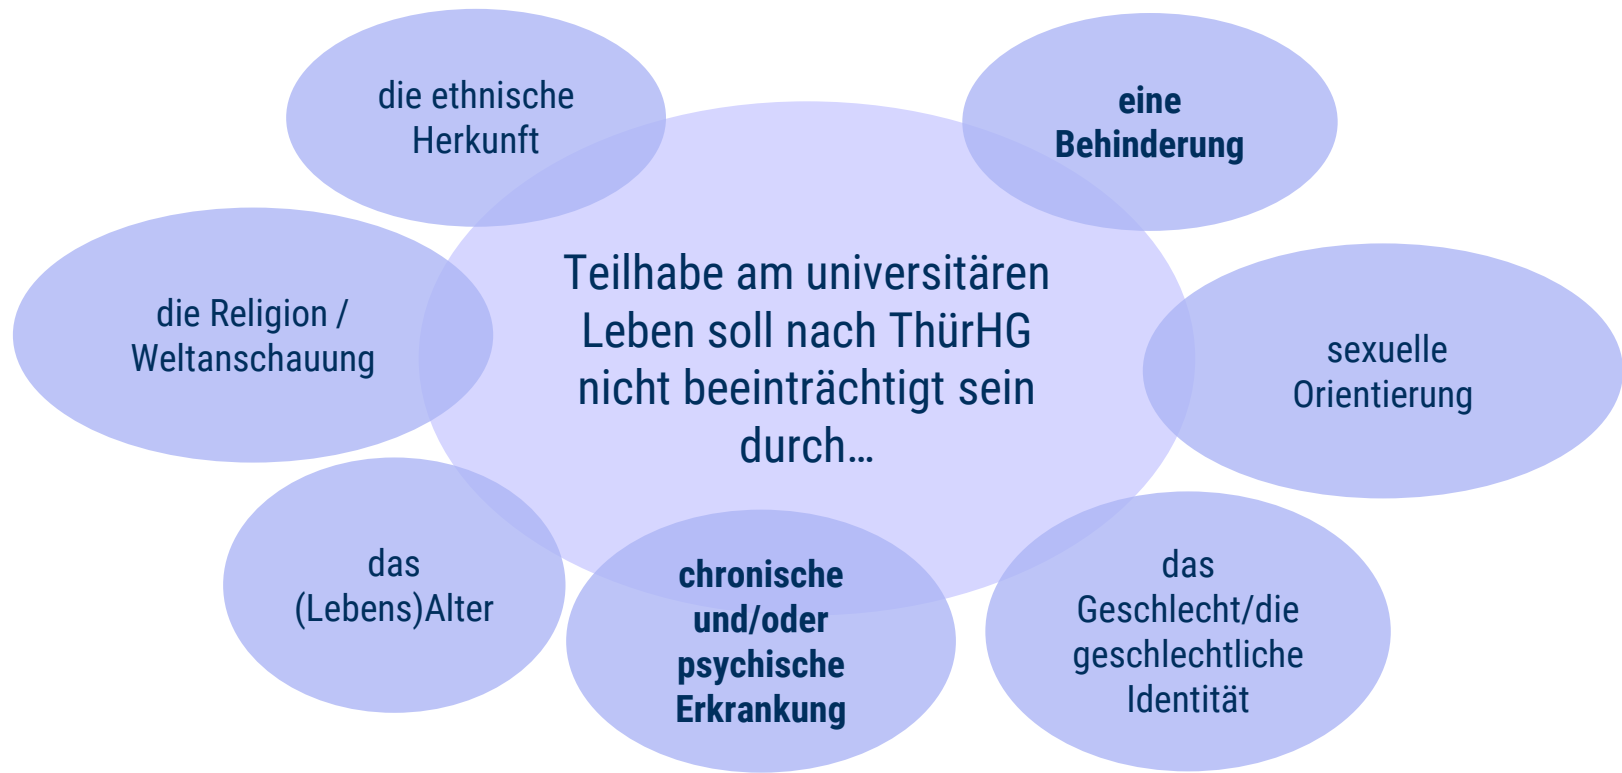 die ethnische
Herkunft
eine
Behinderung
Teilhabe am universitären
Leben soll nach ThürHG
nicht beeinträchtigt sein
durch…
die Religion /
Weltanschauung
sexuelle
Orientierung
das
(Lebens)Alter
chronische
und/oder
psychische
Erkrankung
das
Geschlecht/die
geschlechtliche
Identität